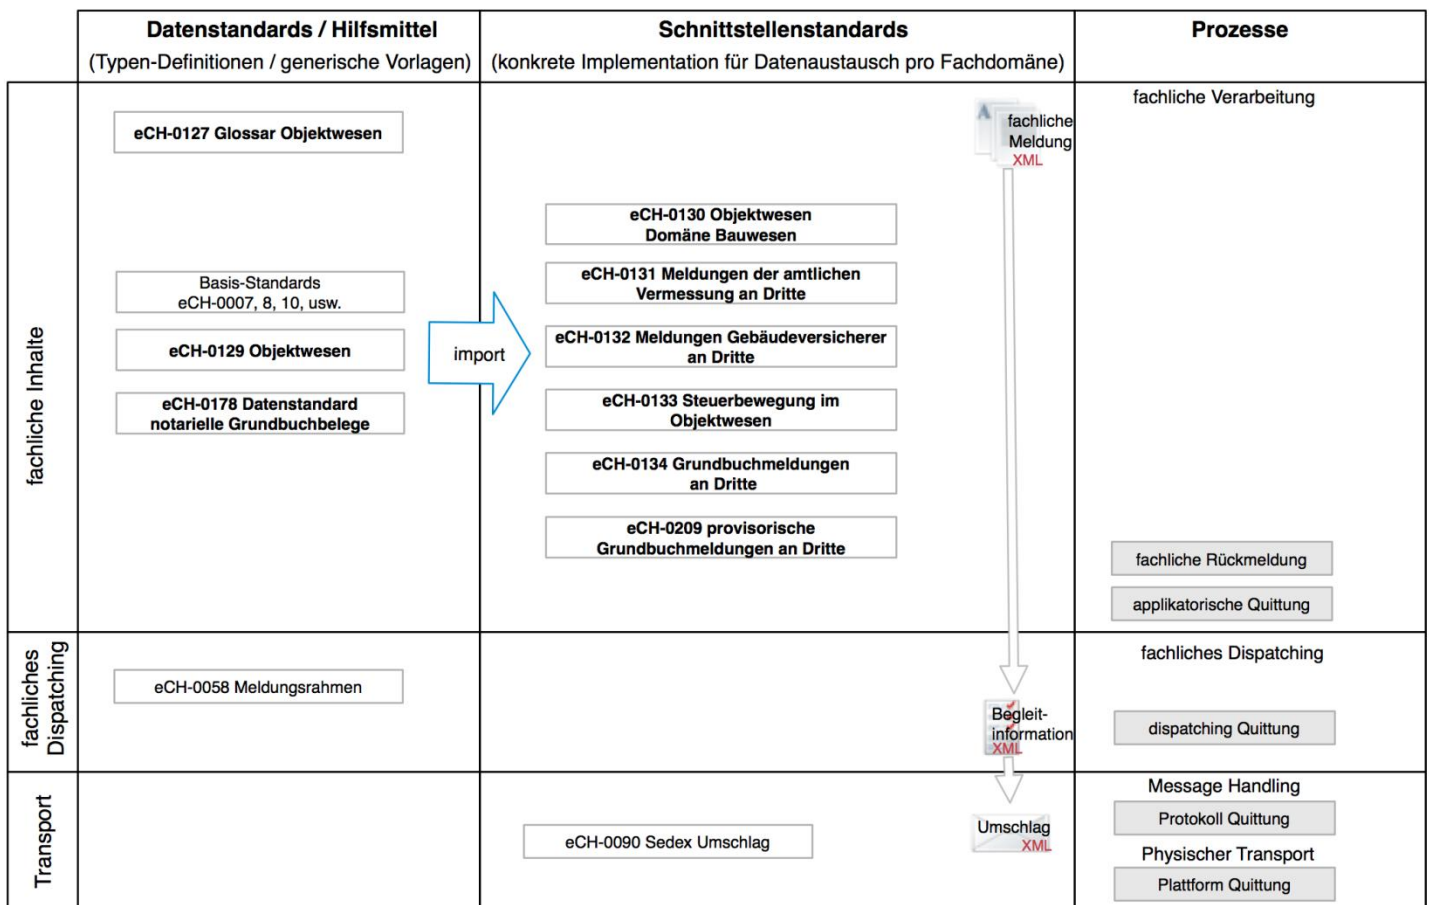 Datenstandards / Hilfsmittel
(Typen-Definitionen / generische Vorlagen)
Schnittstellenstandards
(konkrete Implementation für Datenaustausch pro Fachdomäne)
Prozesse
fachliche Inhalte
eCH-0127 Glossar Objektwesen
Basis-Standards
eCH-0007, 8, 10, usw.
eCH-0129 Objektwesen
eCH-0178 Datenstandard
notarielle Grundbuchbelege
import
eCH-0130 Objektwesen
Domäne Bauwesen
eCH-0131 Meldungen der amtlichen
Vermessung an Dritte
eCH-0132 Meldungen Gebäudeversicherer
an Dritte
eCH-0133 Steuerbewegung im
Objektwesen
eCH-0134 Grundbuchmeldungen
an Dritte
eCH-0209 provisorische
Grundbuchmeldungen an Dritte
A
fachliche
Meldung
XML
fachliche Verarbeitung
fachliche Rückmeldung
applikatorische Quittung
fachliches
Dispatching
eCH-0058 Meldungsrahmen
Begleit-
information
XML
fachliches Dispatching
dispatching Quittung
Transport
eCH-0090 Sedex Umschlag
Umschlag
XML
Message Handling
Protokoll Quittung
Physischer Transport
Plattform Quittung